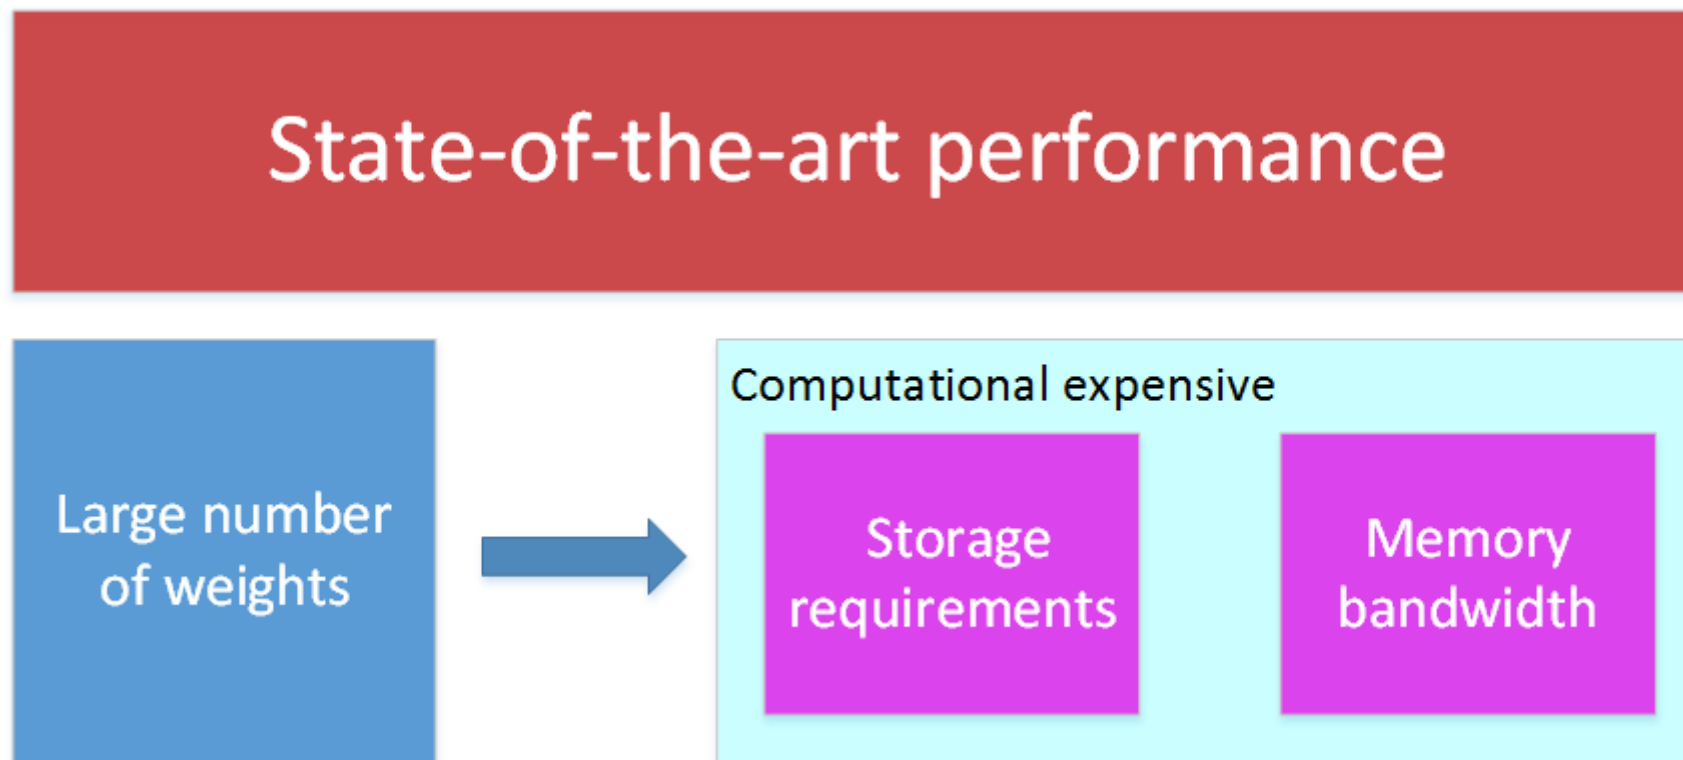 State-of-the-art performance
Large number
of weights
Computational expensive
Storage
requirements
Memory
bandwidth